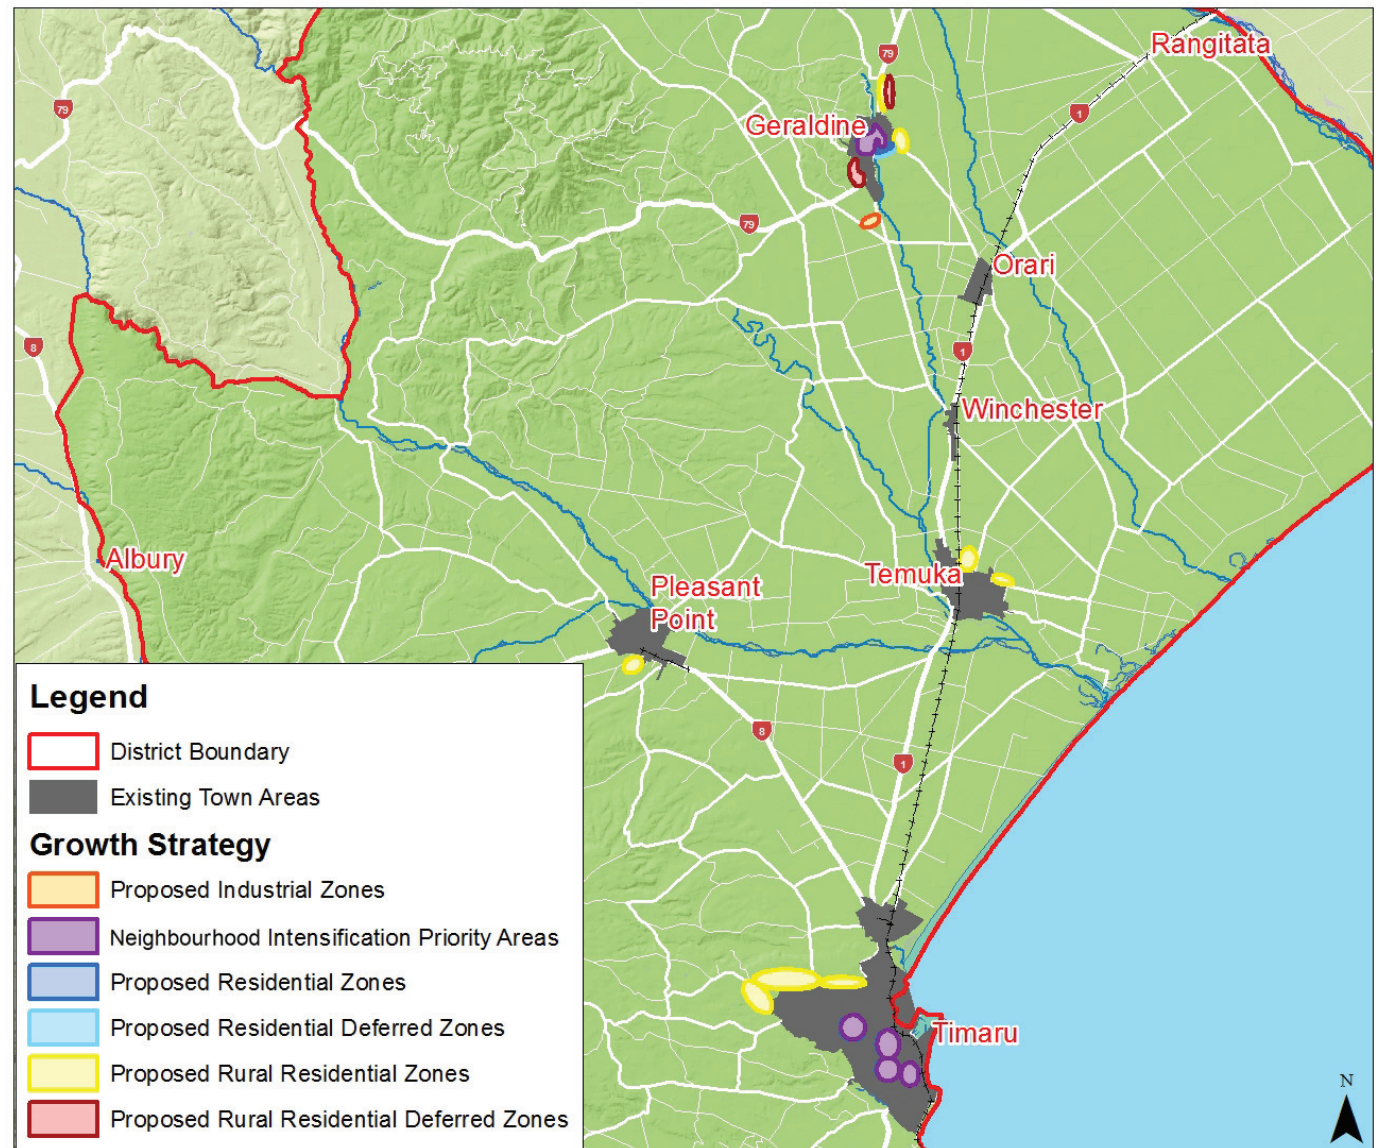 Rangitata
79
79
1
Geraldine
79
Orari
8
1
Winchester
Albury
Temuka
Pleasant
Point
8
1
Timaru
N
Legend
District Boundary
Existing Town Areas
Growth Strategy
Proposed Industrial Zones
Neighbourhood Intensification Priority Areas
Proposed Residential Zones
Proposed Residential Deferred Zones
Proposed Rural Residential Zones
Proposed Rural Residential Deferred Zones